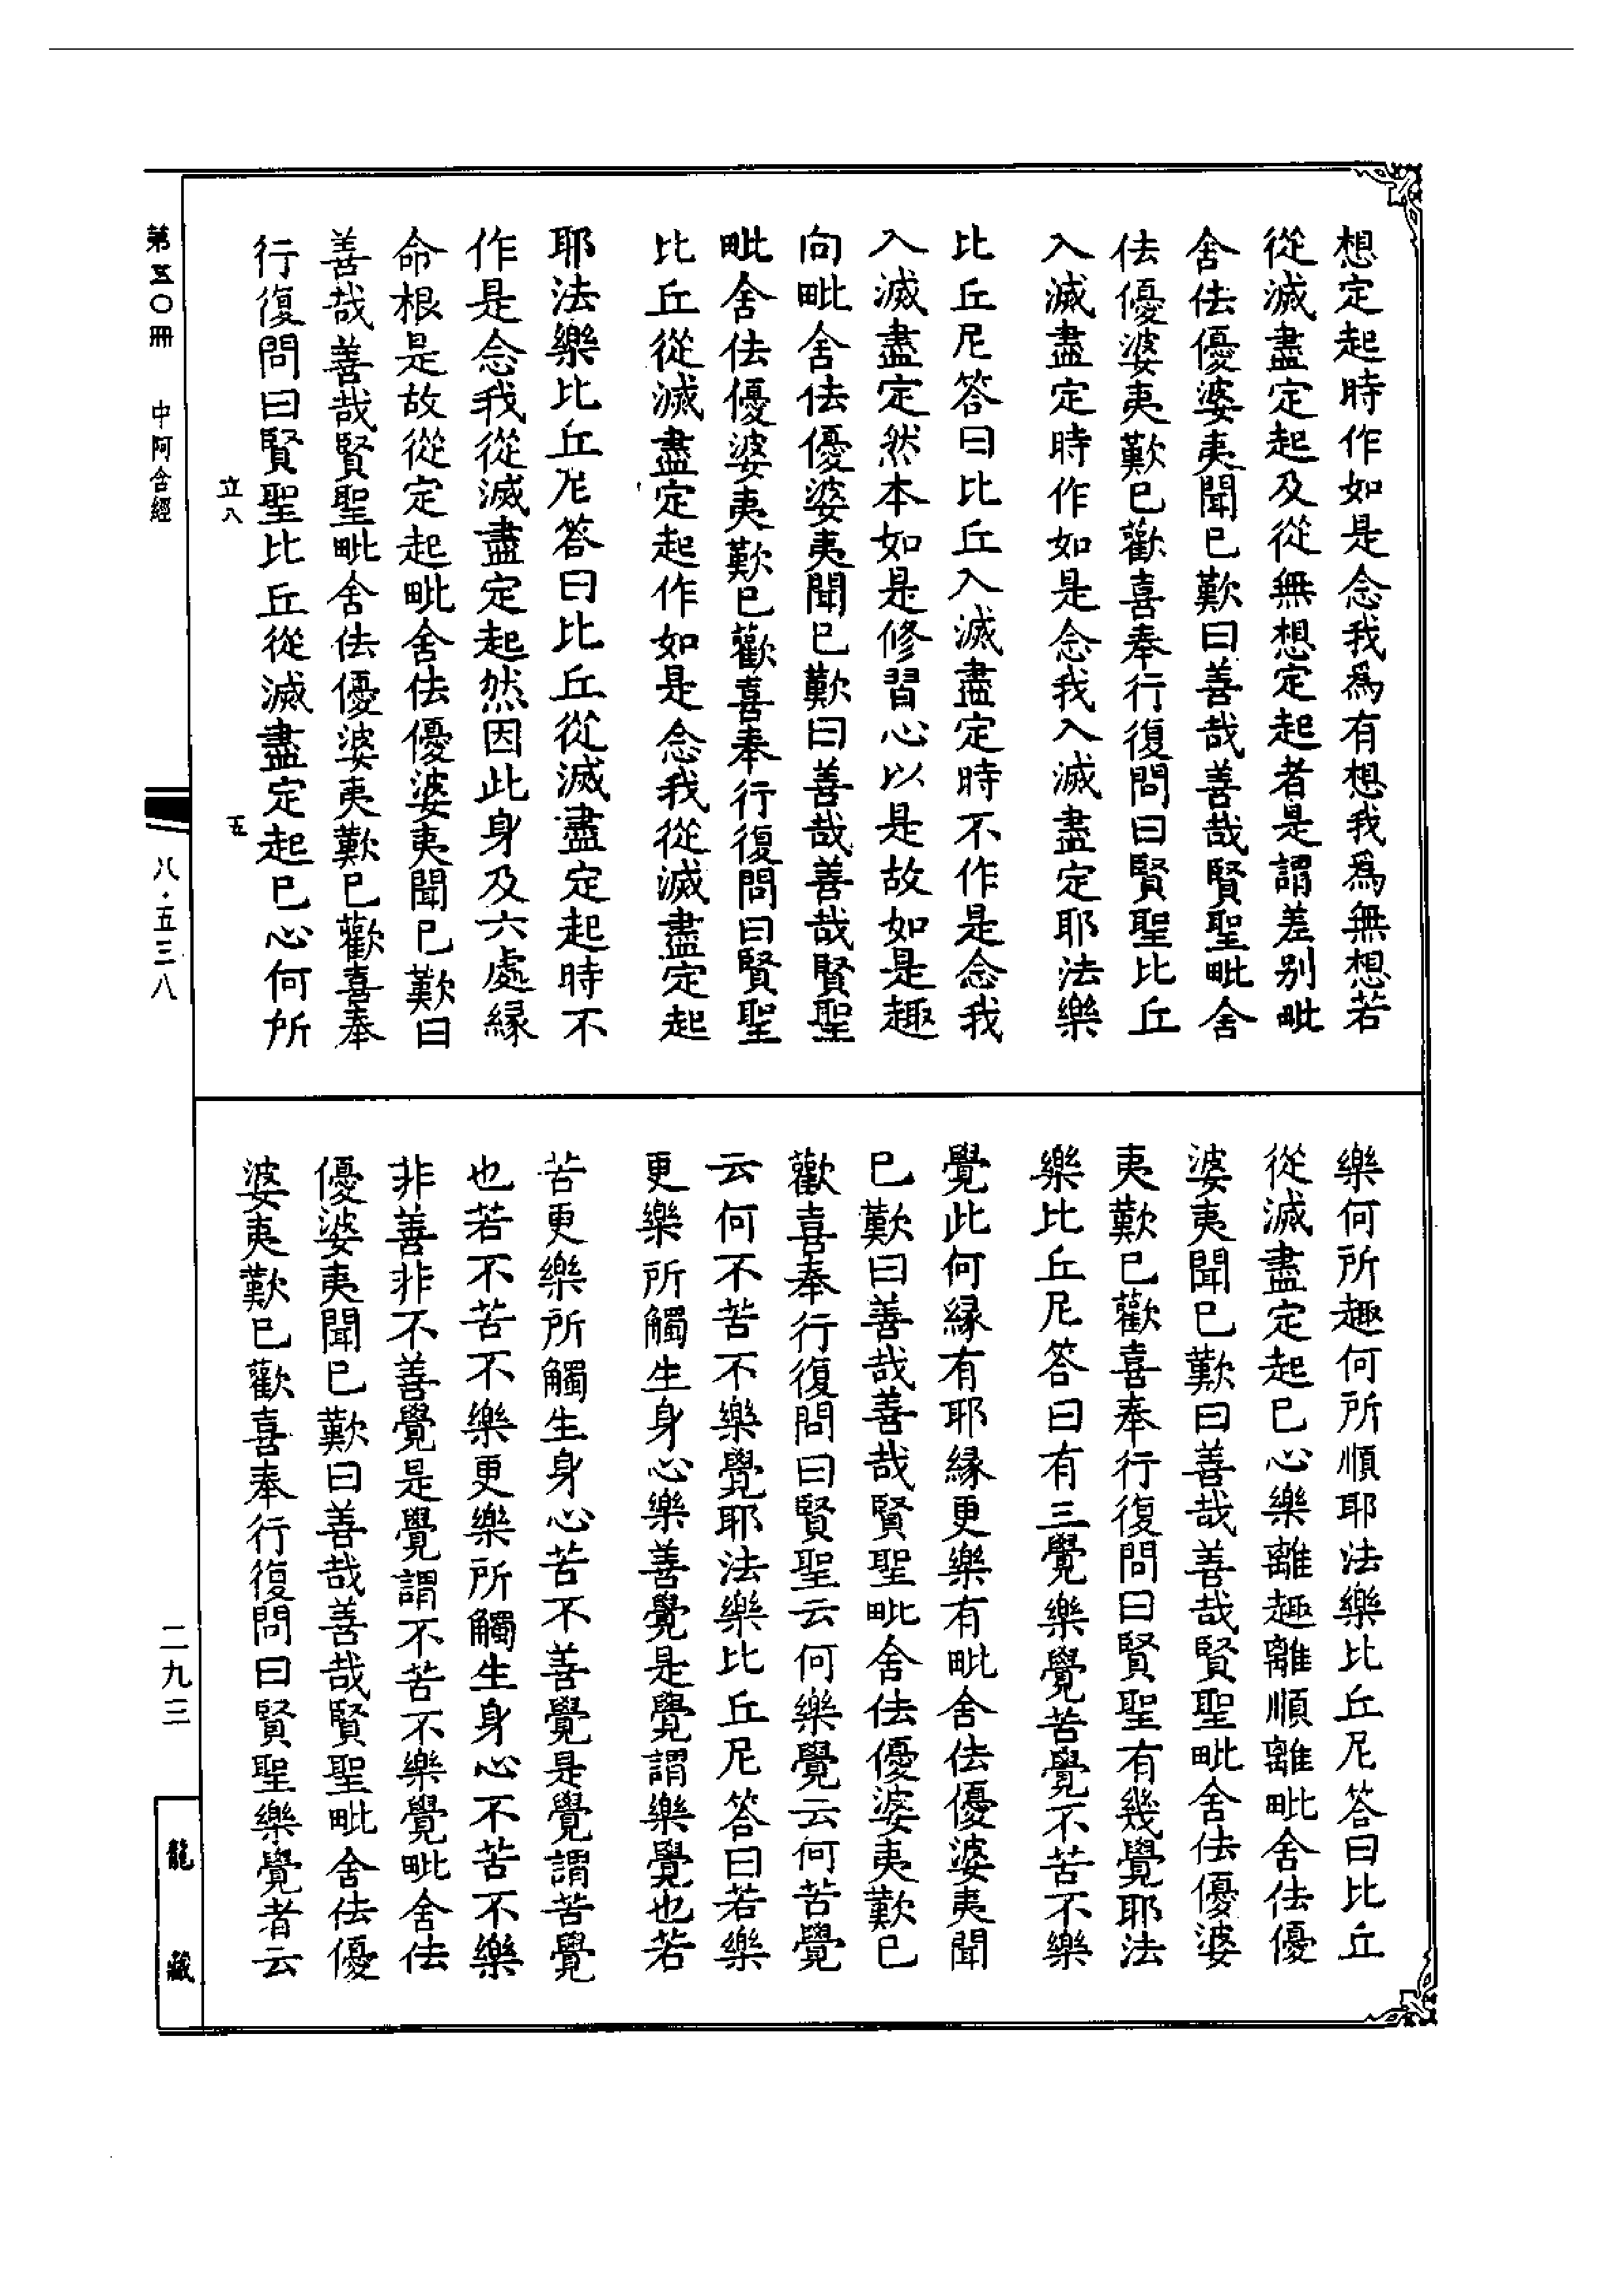 想定起時作如是念我為有想我為無想若
從滅盡定起及從無想定起者是謂差别毗
舍佉優婆夷聞已歎曰善哉善哉賢聖毗舍
佉優婆夷歎已歡喜奉行復問曰賢聖比丘
入滅盡定時作如是念我入滅盡定耶法樂
比丘尼答曰比丘入滅盡定時不作是念我
入滅盡定然本如是修習心以是故如是趣
向毗舍佉優婆夷聞已歎曰善哉善哉賢聖
毗舍佉優婆夷歎已歡喜奉行復問曰賢聖
比丘從滅盡定起作如是念我從滅盡定起
耶法樂比丘尼答曰比丘從滅盡定起時不
作是念我從滅盡定起然因此身及六處緣
命根是故從定起毗舍佉優婆夷聞已歎曰
善哉善哉賢聖毗舍佉優婆夷歎已歡喜奉
行復問曰賢聖比丘從滅盡定起已心何所
立八 五
樂何所趣何所順耶法樂比丘尼答曰比丘
從滅盡定起已心樂離趣離順離毗舍佉優
婆夷聞已歎曰善哉善哉賢聖毗舍佉優婆
夷歎已歡喜奉行復問曰賢聖有幾覺耶法
樂比丘尼答曰有三覺樂覺苦覺不苦不樂
覺此何緣有耶緣更樂有毗舍佉優婆夷聞
已歎曰善哉善哉賢聖毗舍佉優婆夷歎已
歡喜奉行復問曰賢聖云何樂覺云何苦覺
云何不苦不樂覺耶法樂比丘尼答曰若樂
更樂所觸生身心樂善覺是覺謂樂覺也若
苦更樂所觸生身心苦不善覺是覺謂苦覺
也若不苦不樂更樂所觸生身心不苦不樂
非善非不善覺是覺謂不苦不樂覺毗舍佉
優婆夷聞已歎曰善哉善哉賢聖毗舍佉優
婆夷歎已歡喜奉行復問曰賢聖樂覺者云
第五〇冊 中阿含經 八·五三八 二九三 龍藏